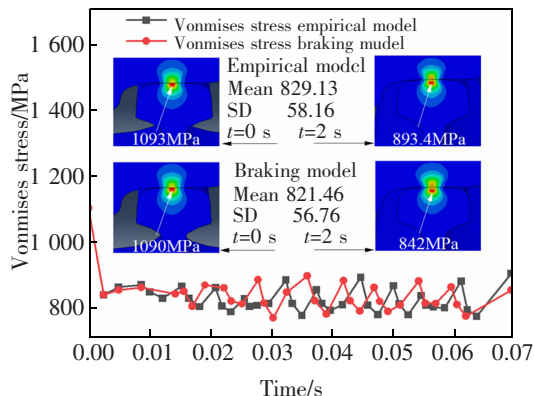 Vonmises stress empirical model
Vonmises stress braking mudel
Empirical model
Mean 829.13
SD 58.16
t=0 s t=2 s
1093MPa
893.4MPa
Braking model
Mean 821.46
SD 56.76
t=0 s t=2 s
1090MPa
842MPa
Vonmises stress/MPa
1 600
1 400
1 200
1 000
800
0.00 0.01 0.02 0.03 0.04 0.05 0.06 0.07
Time/s